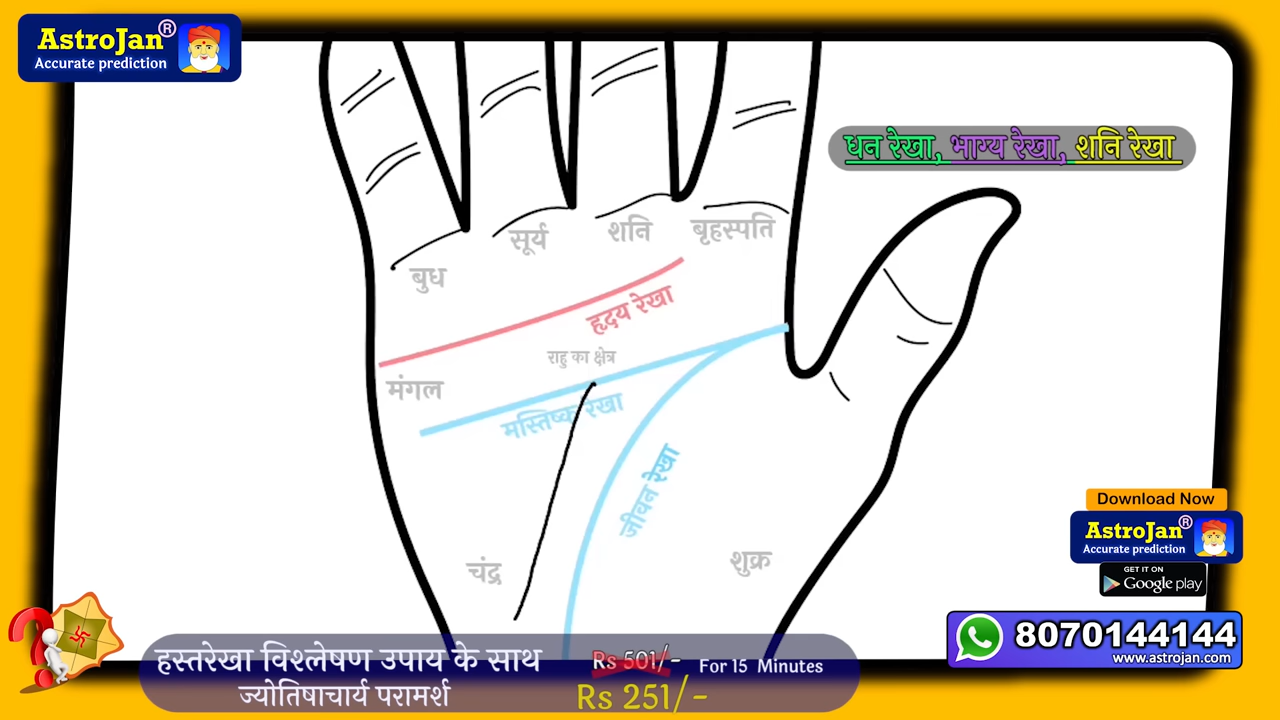 AstroJan®
Accurate prediction
धन रेखा, भाग्य रेखा, शनि रेखा
सूर्य
शनि
बृहस्पति
बुध
हृदय रेखा
राहु का क्षेत्र
मंगल
मस्तिष्क रेखा
जीवन रेखा
चंद्र
शुक्र
Download Now
AstroJan®
Accurate prediction
GET IT ON
Google play
8070144144
www.astrojan.com
हस्तरेखा विश्लेषण उपाय के साथ
ज्योतिषाचार्य परामर्श
Rs 501/- For 15 Minutes
Rs 251/-